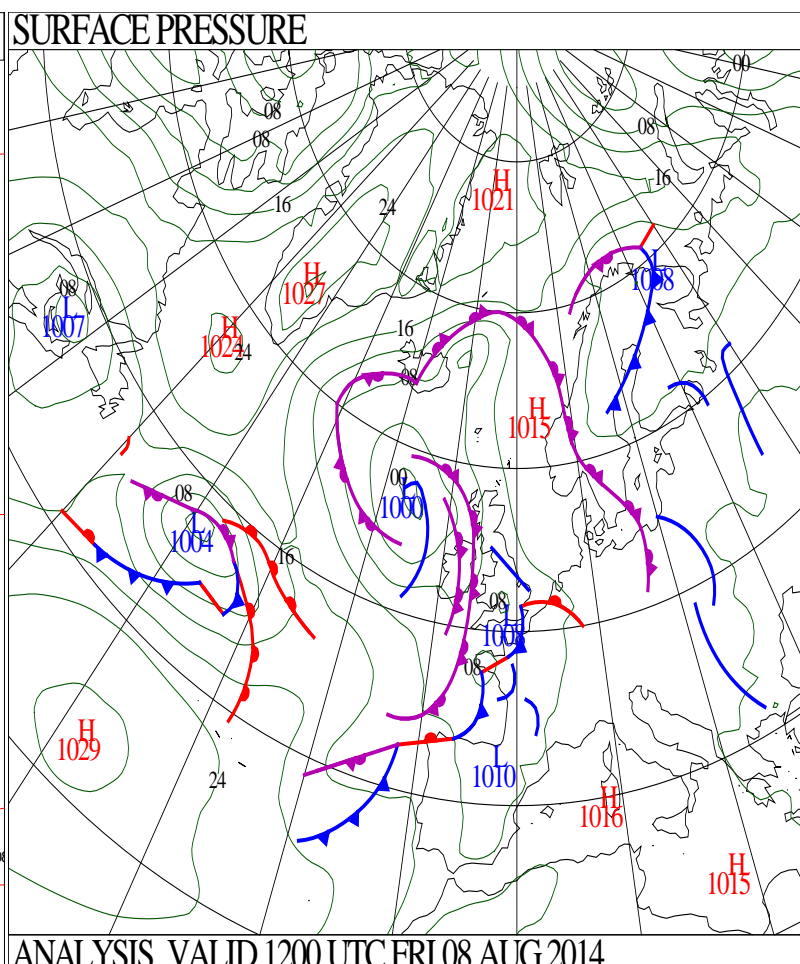 SURFACE PRESSURE
00
08
08
08
16
H
1021
16
24
H
1027
08
L
1007
L
1008
H
1024
24
16
08
H
1015
00
L
1000
08
L
1004
16
08
L
1008
08
H
1029
L
1010
24
H
1016
H
1015
ANALYSIS VALID 1200 UTC FRI 08 AUG 2014